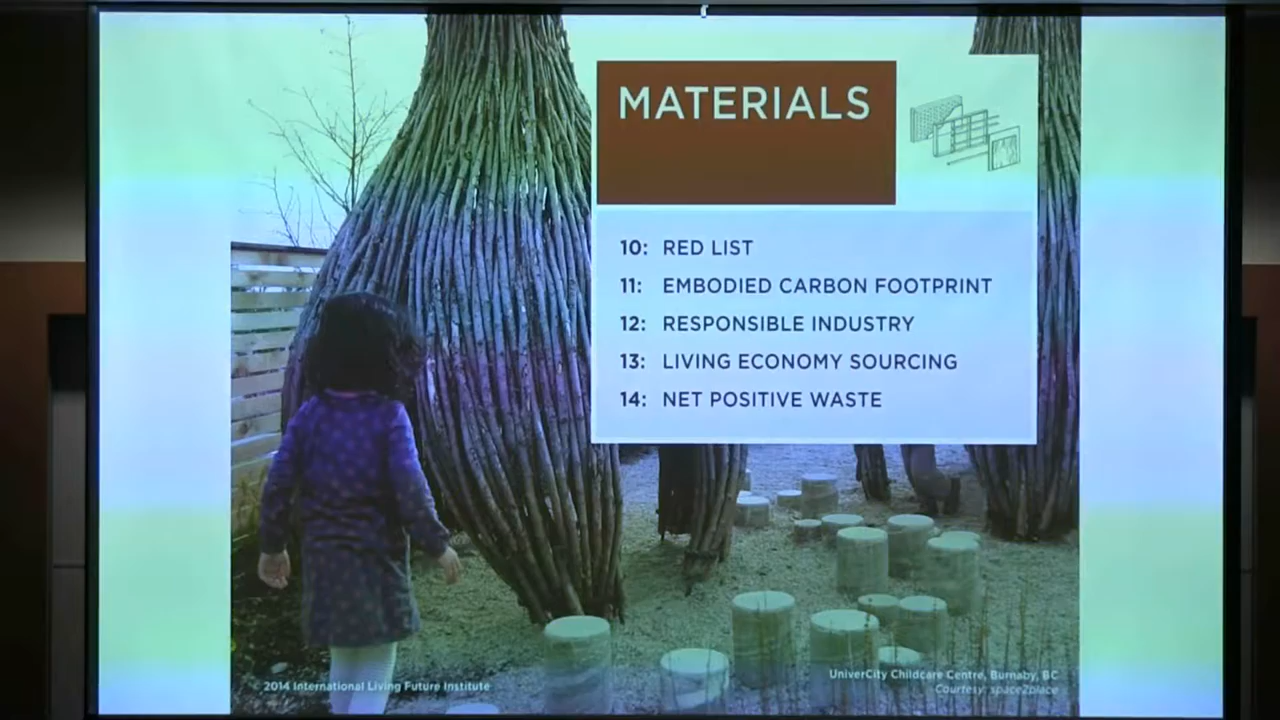 MATERIALS
10: RED LIST
11: EMBODIED CARBON FOOTPRINT
12: RESPONSIBLE INDUSTRY
13: LIVING ECONOMY SOURCING
14: NET POSITIVE WASTE
© 2014 International Living Future Institute
UniverCity Childcare Centre, Burnaby, BC
Courtesy: space2place